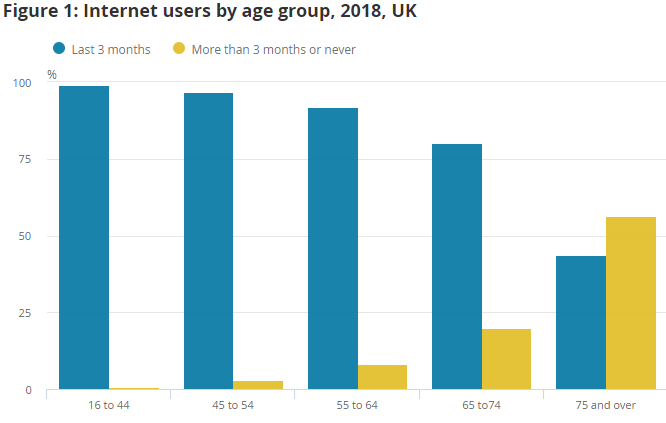 Figure 1: Internet users by age group, 2018, UK
Last 3 months More than 3 months or never
%
100
75
50
25
0
16 to 44 45 to 54 55 to 64 65 to74 75 and over